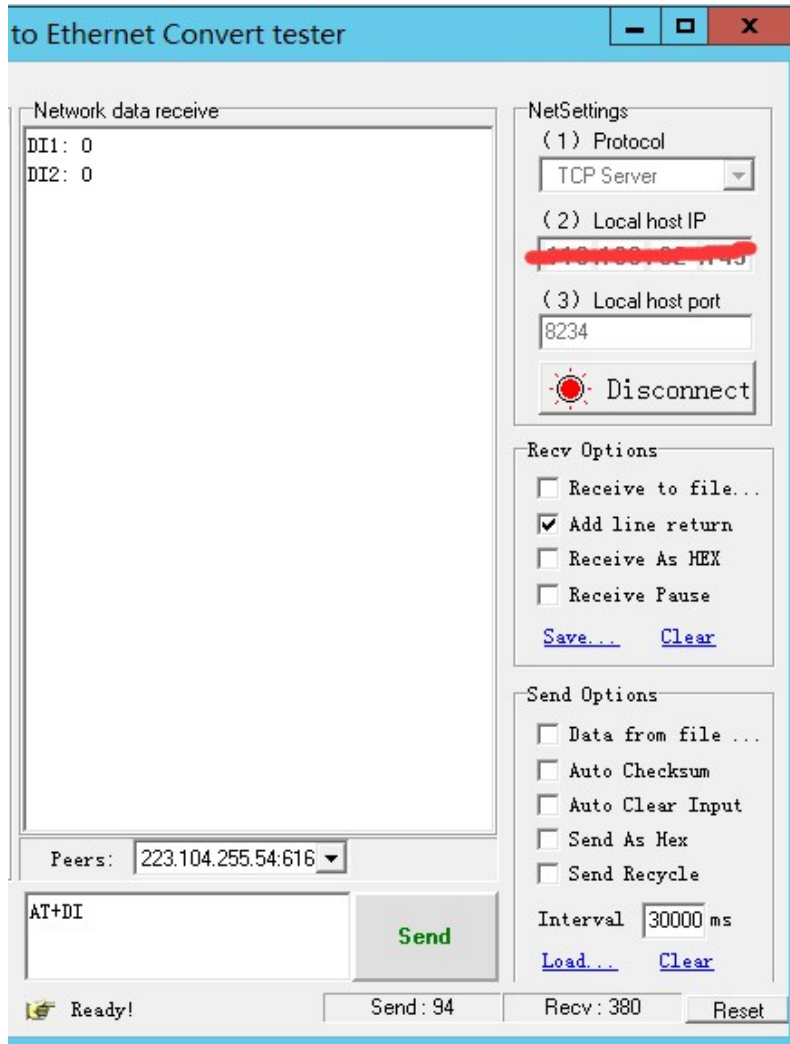 to Ethernet Convert tester
Network data receive
DI1: 0
DI2: 0
Peers: 223.104.255.54:616
AT+DI
Send
Ready!
Send : 94
Recv : 380
Reset
NetSettings
(1) Protocol
TCP Server
(2) Local host IP
(3) Local host port
8234
Disconnect
Recv Options
Receive to file...
Add line return
Receive As HEX
Receive Pause
Save... Clear
Send Options
Data from file ...
Auto Checksum
Auto Clear Input
Send As Hex
Send Recycle
Interval 30000 ms
Load... Clear